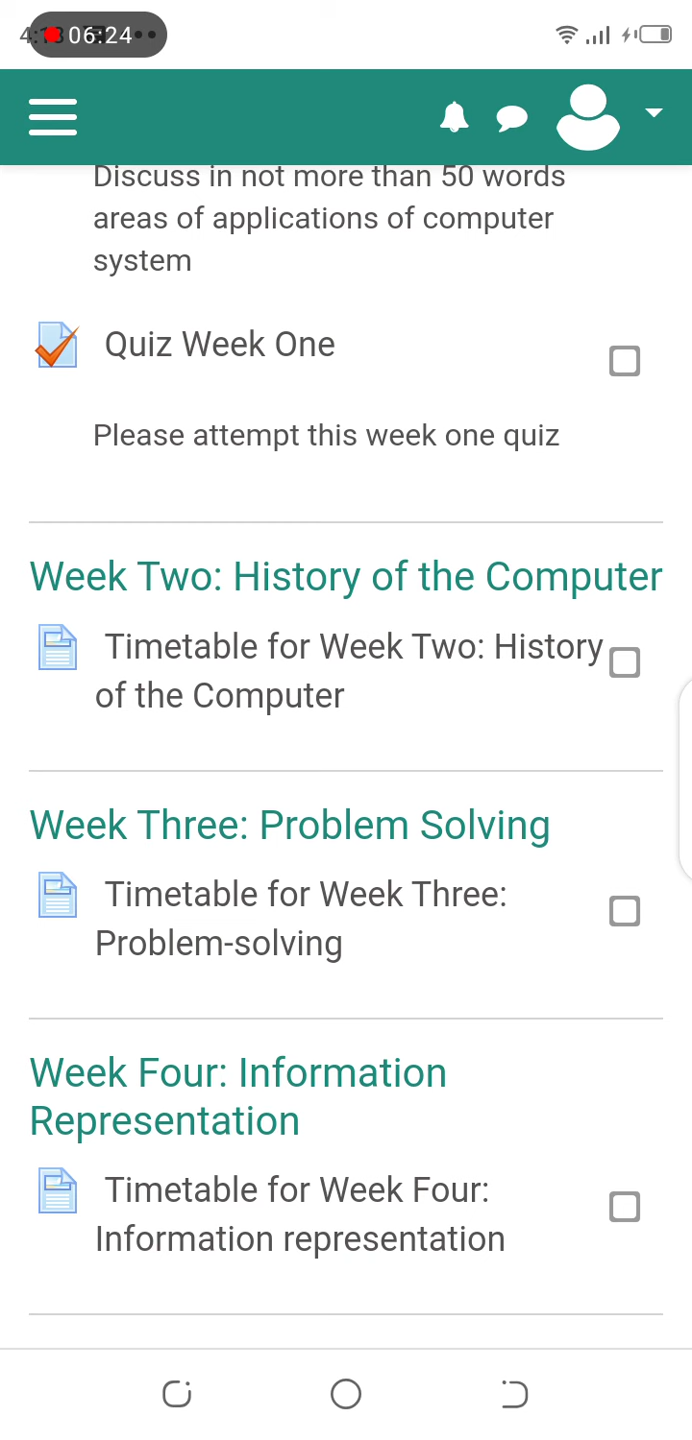 06:24
Discuss in not more than 50 words
areas of applications of computer
system
Quiz Week One
Please attempt this week one quiz
Week Two: History of the Computer
Timetable for Week Two: History
of the Computer
Week Three: Problem Solving
Timetable for Week Three:
Problem-solving
Week Four: Information
Representation
Timetable for Week Four:
Information representation